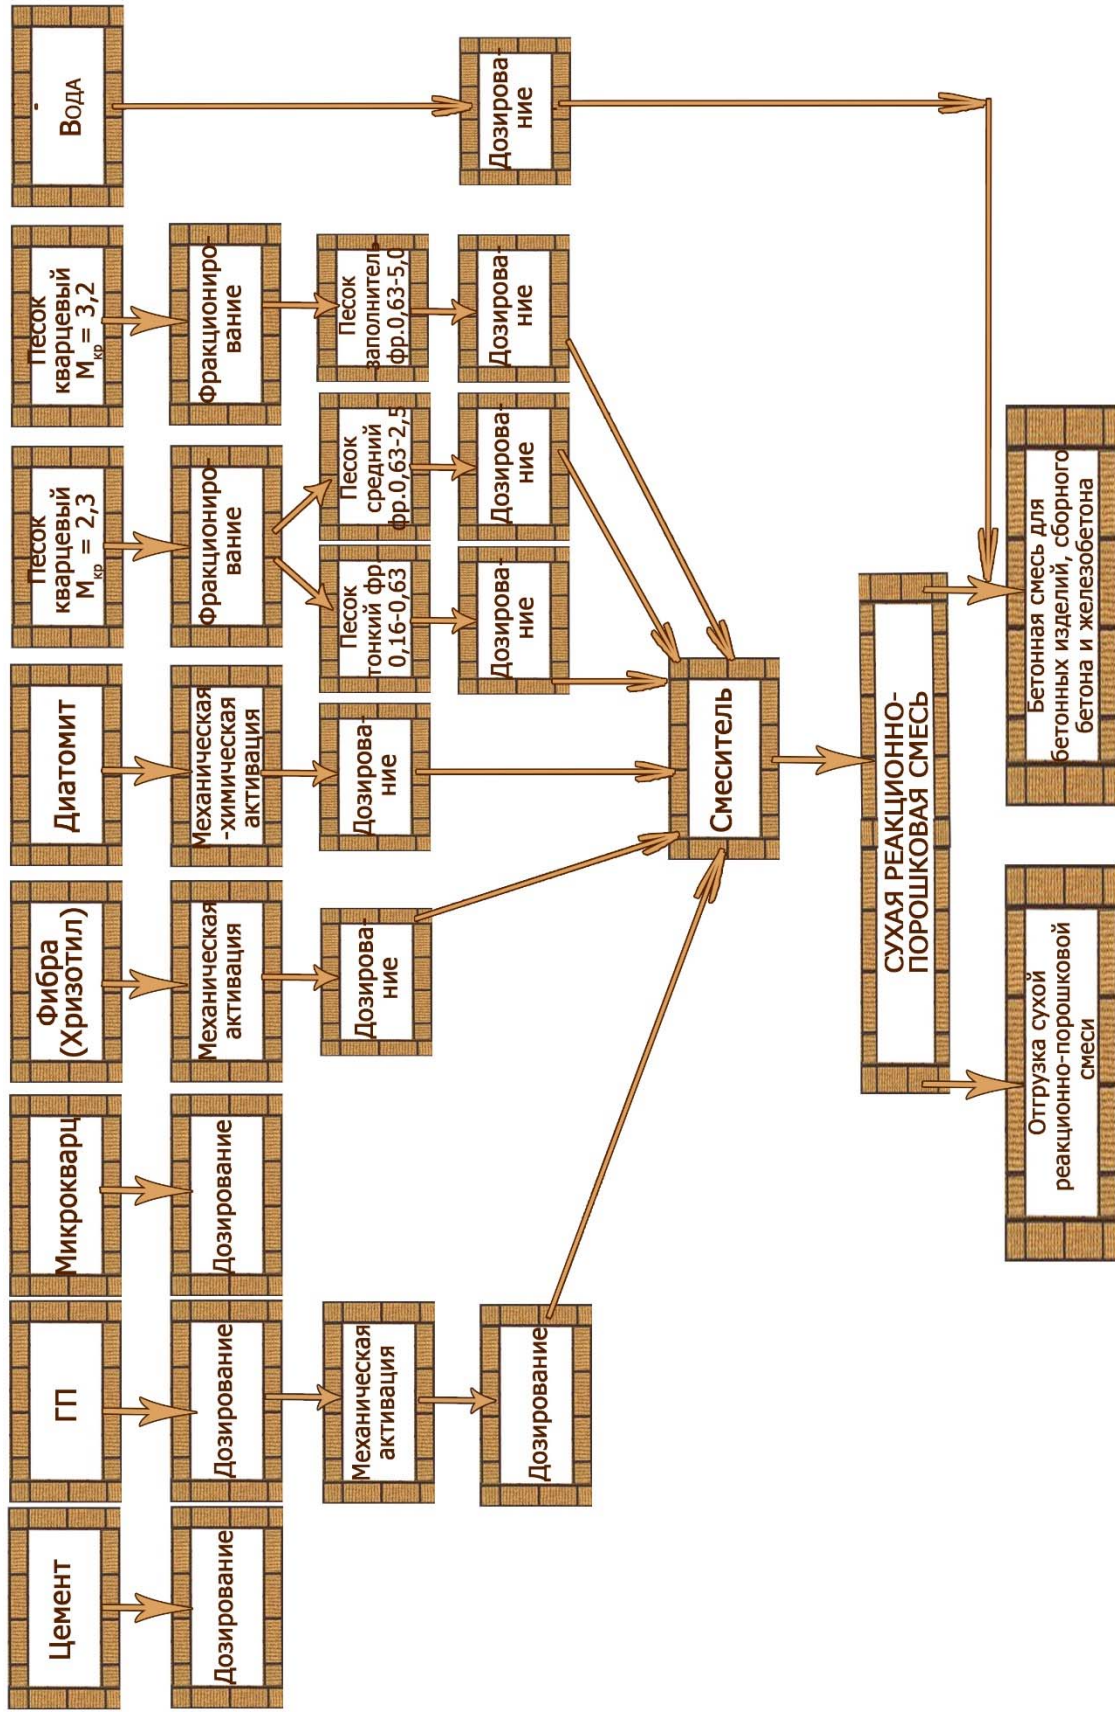 Цемент
ГП
Микрокварц
Фибра
(Хризотил)
Диатомит
Песок
кварцевый
Мкр = 2,3
Песок
кварцевый
Мкр = 3,2
Вода
Дозирование
Дозирование
Дозирование
Механическая
активация
Механическая
-химическая
активация
Фракциониро-
вание
Фракциониро-
вание
Механическая
активация
Дозирова-
ние
Дозирова-
ние
Песок
тонкий фр.
0,16-0,63
Песок
средний
фр.0,63-2,5
Песок
заполнитель
фр.0,63-5,0
Дозирование
Дозирова-
ние
Дозирова-
ние
Дозирова-
ние
Дозирова-
ние
Смеситель
СУХАЯ РЕАКЦИОННО-
ПОРОШКОВАЯ СМЕСЬ
Отгрузка сухой
реакционно-порошковой
смеси
Бетонная смесь для
бетонных изделий, сборного
бетона и железобетона